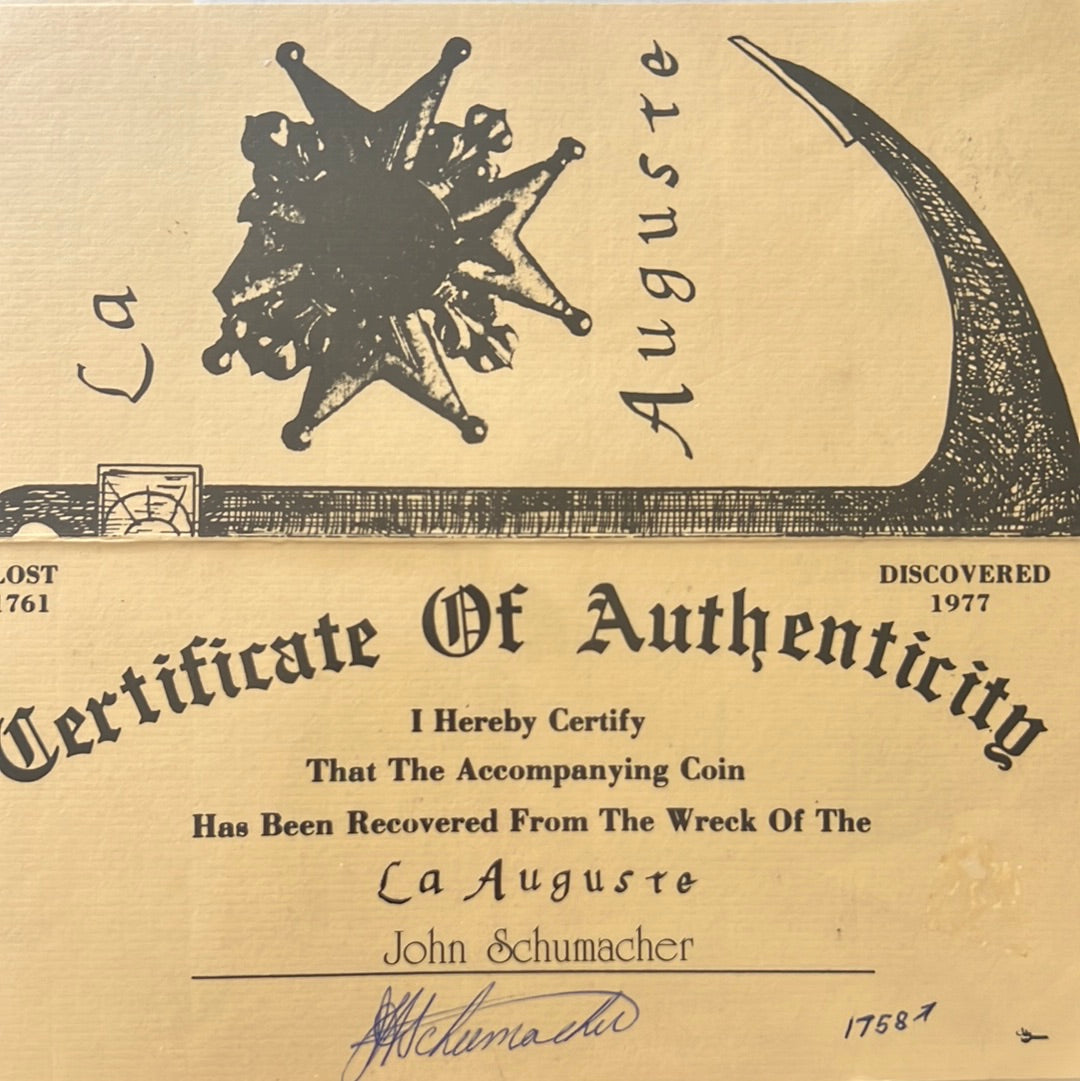 La Auguste
LOST
1761
DISCOVERED
1977
Certificate Of Authenticity
I Hereby Certify
That The Accompanying Coin
Has Been Recovered From The Wreck Of The
La Auguste
John Schumacher
JHSchumacher
1758